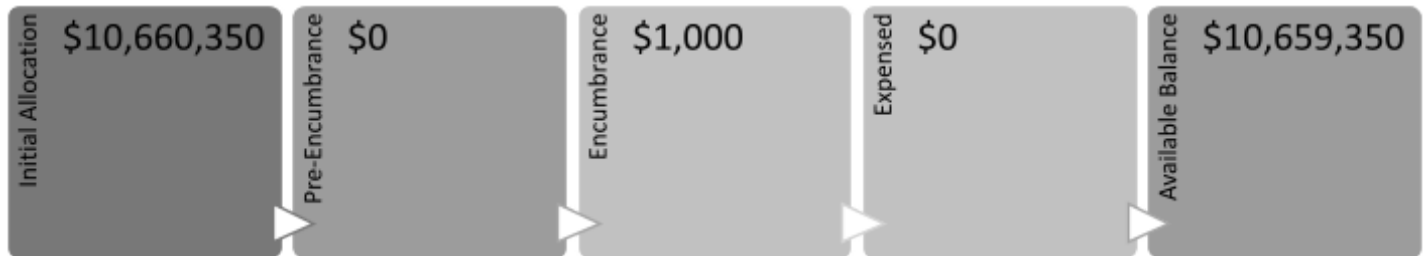 Initial Allocation
$10,660,350
Pre-Encumbrance
$0
Encumbrance
$1,000
Expensed
$0
Available Balance
$10,659,350